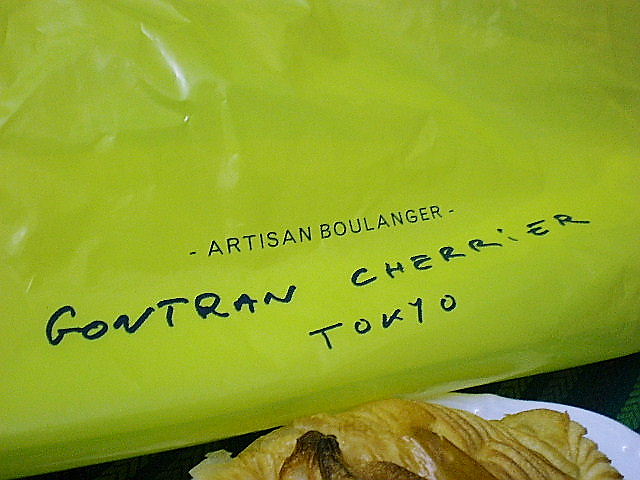 - ARTISAN BOULANGER -
GONTRAN CHERRIER
TOKYO